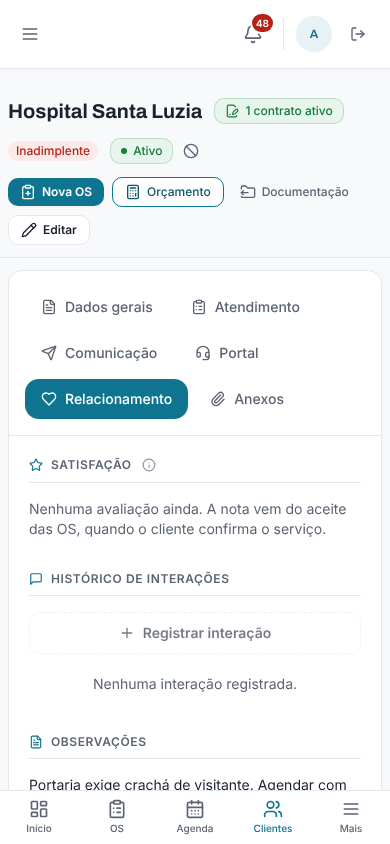 48
A
Hospital Santa Luzia
1 contrato ativo
Inadimplente
Ativo
Nova OS
Orçamento
Documentação
Editar
Dados gerais
Atendimento
Comunicação
Portal
Relacionamento
Anexos
SATISFAÇÃO
Nenhuma avaliação ainda. A nota vem do aceite
das OS, quando o cliente confirma o serviço.
HISTÓRICO DE INTERAÇÕES
Registrar interação
Nenhuma interação registrada.
OBSERVAÇÕES
Portaria exige crachá de visitante. Agendar com
Início
OS
Agenda
Clientes
Mais